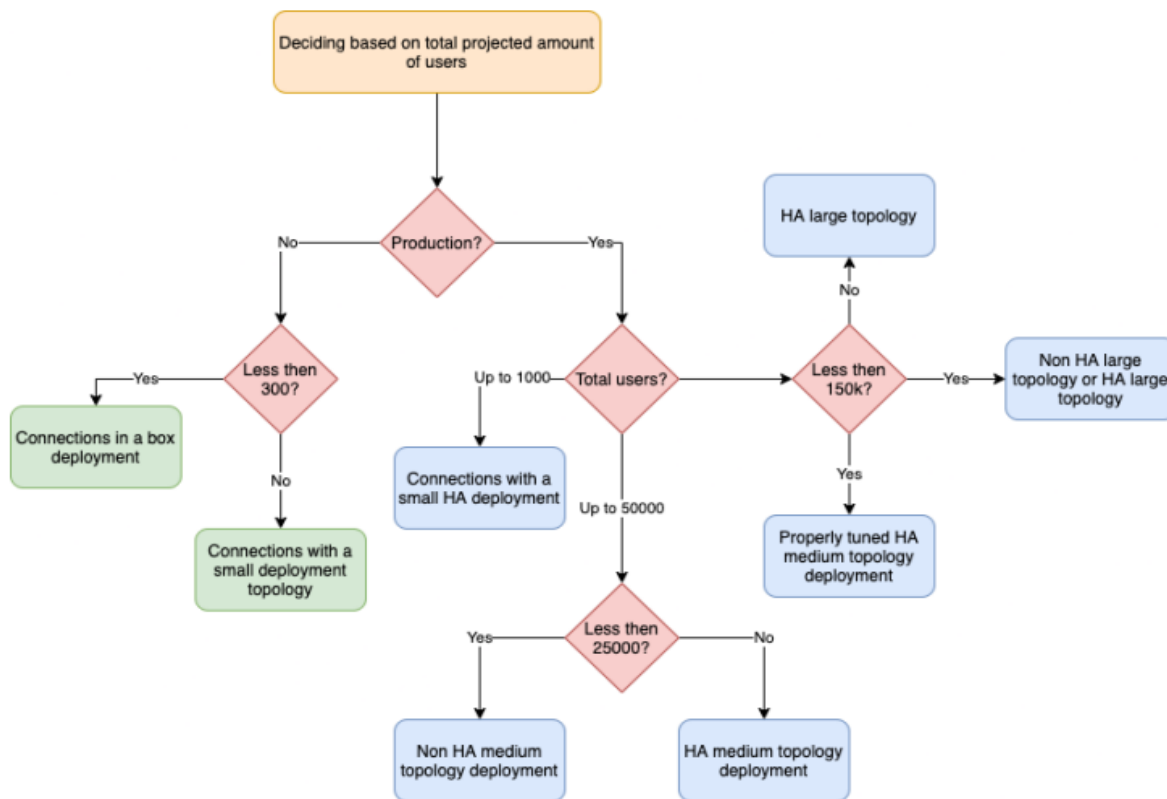 Deciding based on total projected amount
of users
Production?
No
Yes
HA large topology
No
Less then
300?
Yes
Total users?
Up to 1000
Less then
150k?
Yes
Non HA large
topology or HA large
topology
Connections in a box
deployment
No
Connections with a
small HA deployment
Yes
Up to 50000
Connections with a
small deployment
topology
Properly tuned HA
medium topology
deployment
Less then
25000?
Yes
No
Non HA medium
topology deployment
HA medium topology
deployment